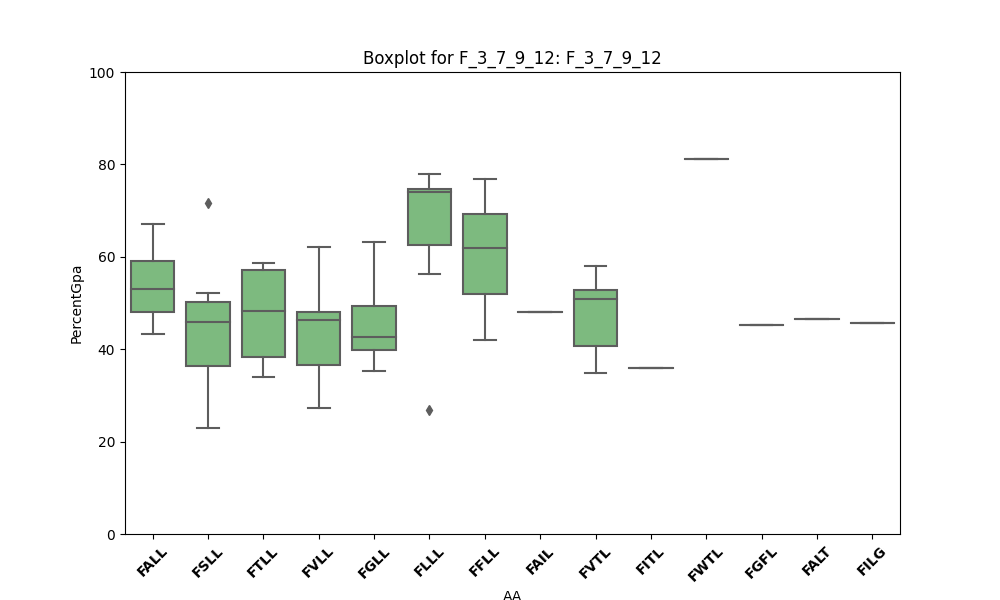 Boxplot for F_3_7_9_12: F_3_7_9_12
PercentGpa
100
80
60
40
20
0
FALL FSLL FTLL FVLL FGLL FLLL FFLL FAIL FVTL FITL FWTL FGFL FALT FILG
AA